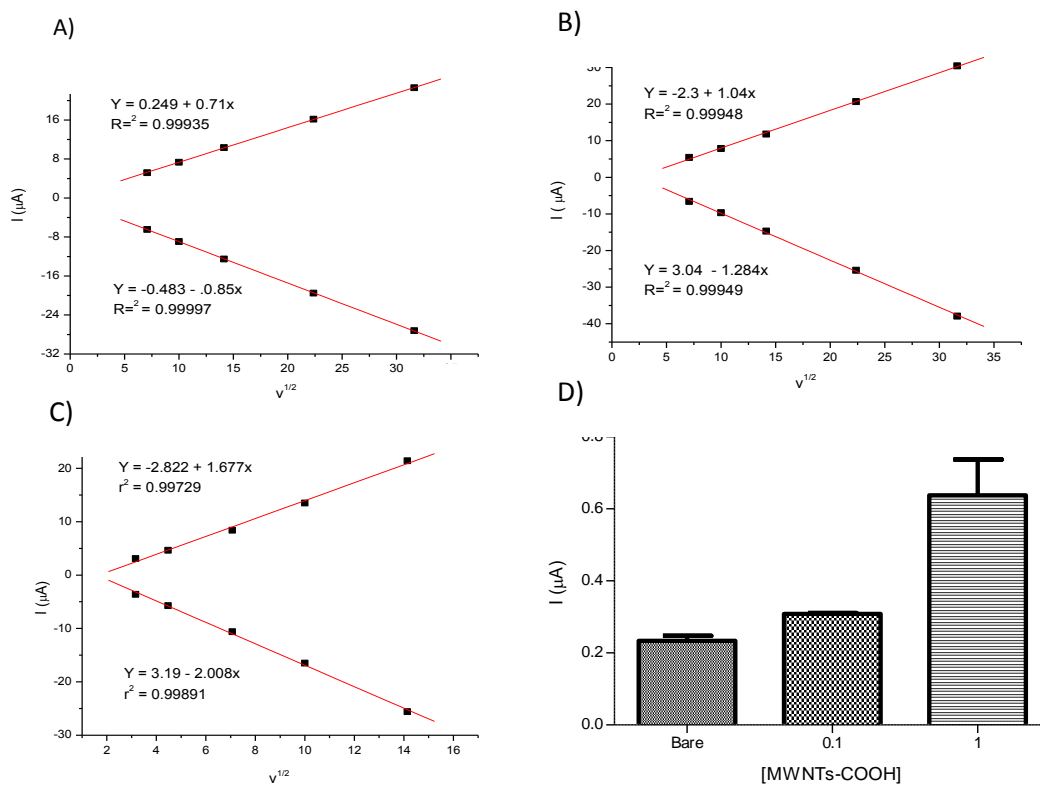 A)
16
8
0
-8
-16
-24
-32
I (µA)
Y = 0.249 + 0.71x
R=² = 0.99935
Y = -0.483 - .0.85x
R=² = 0.99997
0 5 10 15 20 25 30
v1/2
B)
30
20
10
0
-10
-20
-30
-40
I ( µA)
Y = -2.3 + 1.04x
R=² = 0.99948
Y = 3.04 - 1.284x
R=² = 0.99949
0 5 10 15 20 25 30 35
v1/2
C)
20
10
0
-10
-20
-30
I (µA)
Y = -2.822 + 1.677x
r² = 0.99729
Y = 3.19 - 2.008x
r² = 0.99891
2 4 6 8 10 12 14 16
v1/2
D)
0.8
0.6
0.4
0.2
0.0
I (µA)
Bare 0.1 1
[MWNTs-COOH]